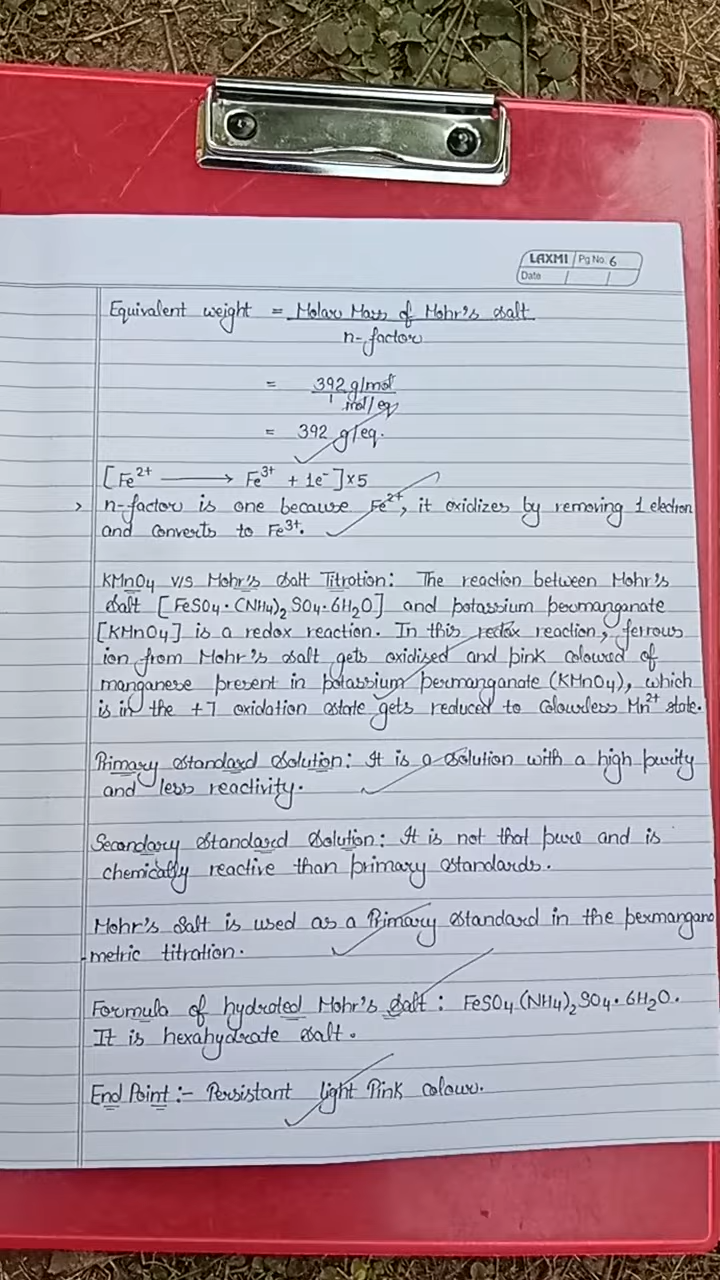 LAXMI Pg No. 6
Date / /
Equivalent weight = Molar Mass of Mohr's Salt
n-factor
= 392 g/mol
1 mol/eq
= 392 g/eq.
[Fe²⁺ ⟶ Fe³⁺ + 1e⁻] × 5
> n-factor is one because Fe²⁺, it oxidizes by removing 1 electron
and converts to Fe³⁺.
KMnO4 v/s Mohr's Salt Titration: The reaction between Mohr's
Salt [FeSO4·(NH4)2 SO4·6H2O] and potassium permanganate
[KMnO4] is a redox reaction. In this redox reaction, ferrous
ion from Mohr's salt gets oxidised and pink coloured of
manganese present in potassium permanganate (KMnO4), which
is in the +7 oxidation state gets reduced to colourless Mn²⁺ state.
Primary standard Solution: It is a solution with a high purity
and less reactivity.
Secondary Standard Solution: It is not that pure and is
chemically reactive than primary standards.
Mohr's Salt is used as a Primary standard in the permangano
-metric titration.
Formula of hydrated Mohr's Salt: FeSO4(NH4)2SO4·6H2O.
It is hexahydrate salt.
End Point :- Persistant light Pink colour.